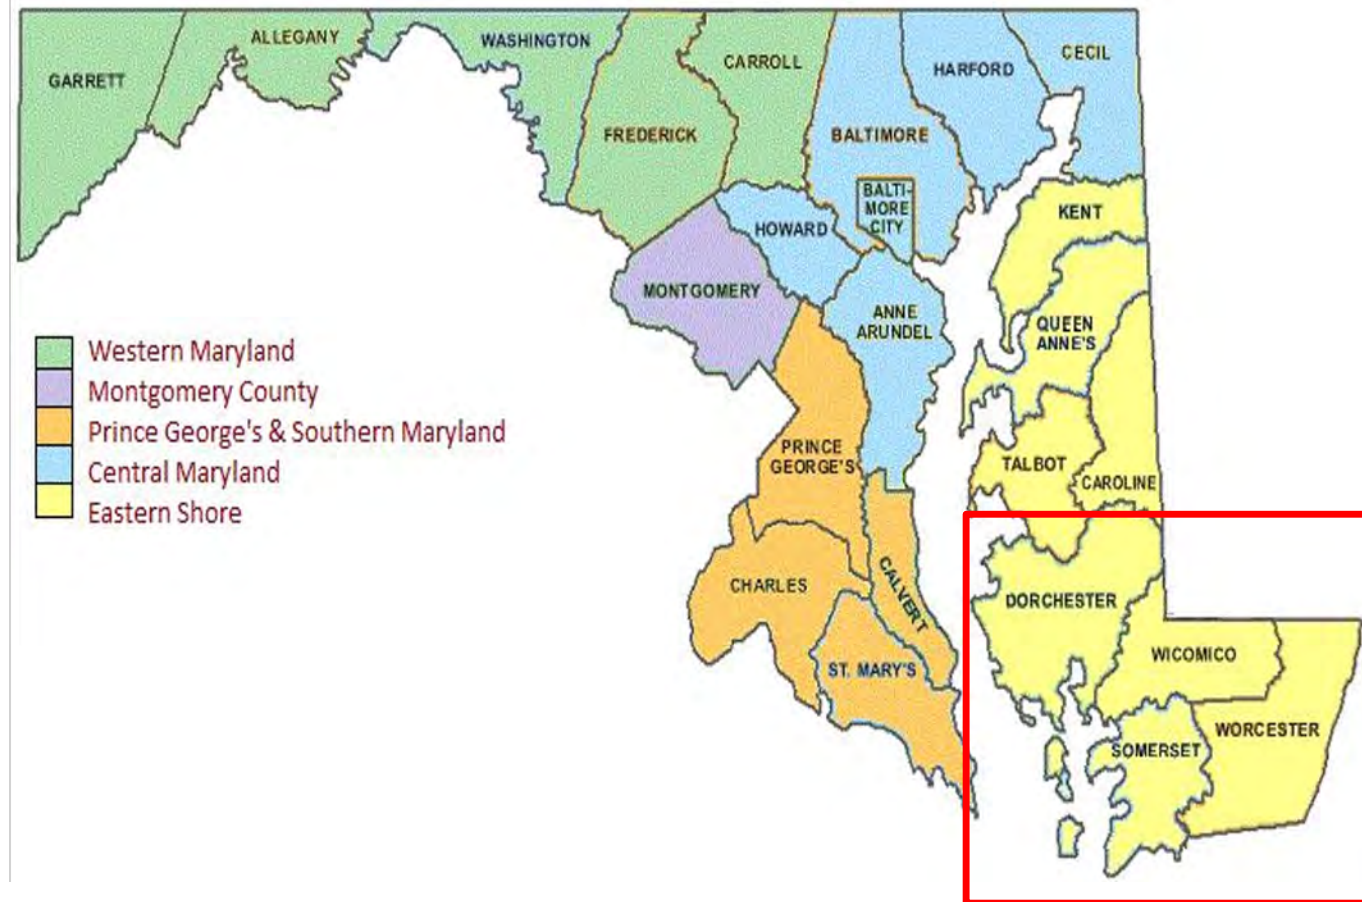 ALLEGANY
WASHINGTON
GARRETT
CARROLL
HARFORD
CECIL
FREDERICK
BALTIMORE
BALTI-
MORE
CITY
KENT
HOWARD
MONTGOMERY
ANNE
ARUNDEL
QUEEN
ANNE'S
Western Maryland
Montgomery County
Prince George's & Southern Maryland
Central Maryland
Eastern Shore
PRINCE
GEORGE'S
TALBOT
CAROLINE
CHARLES
CALVERT
DORCHESTER
ST. MARY'S
WICOMICO
WORCESTER
SOMERSET